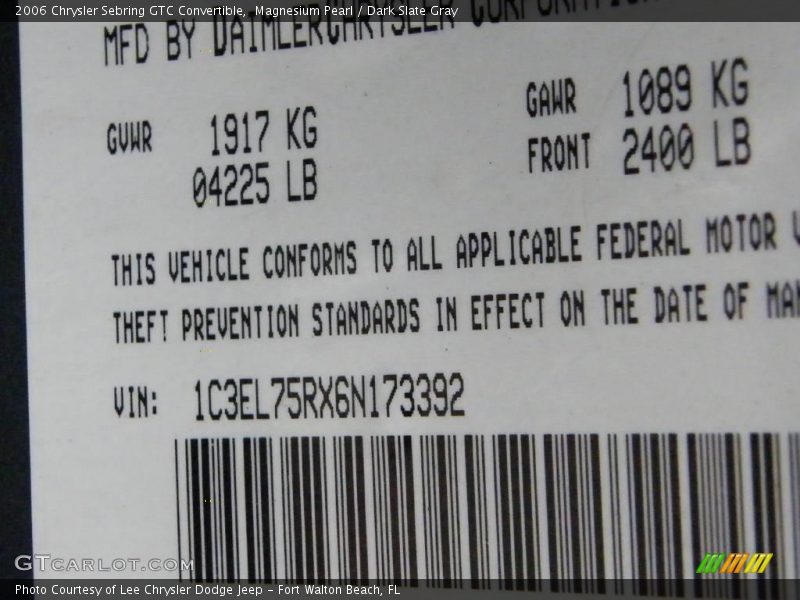 2006 Chrysler Sebring GTC Convertible, Magnesium Pearl / Dark Slate Gray
MFD BY DAIMLERCHRYSLER CORPORATION
GVWR 1917 KG
04225 LB
GAWR FRONT 1089 KG
2400 LB
THIS VEHICLE CONFORMS TO ALL APPLICABLE FEDERAL MOTOR
THEFT PREVENTION STANDARDS IN EFFECT ON THE DATE OF MAN
VIN: 1C3EL75RX6N173392
GTCARLOT.COM
Photo Courtesy of Lee Chrysler Dodge Jeep - Fort Walton Beach, FL